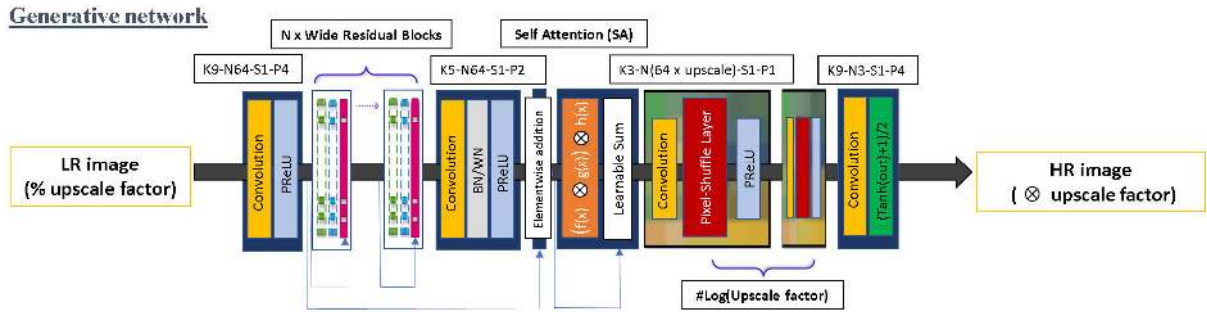 Generative network
N x Wide Residual Blocks
Self Attention (SA)
K9-N64-S1-P4
K5-N64-S1-P2
K3-N(64 x upscale)-S1-P1
K9-N3-S1-P4
LR image
(% upscale factor)
Convolution
PReLU
Convolution
BN/WN
PReLU
Elementwise addition
(f(x) ⊗ g(x)) ⊗ h(x)
Learnable Sum
Convolution
Pixel-Shuffle Layer
PReLU
Convolution
(Tanh(out)+1)/2
HR image
( ⊗ upscale factor)
#Log(Upscale factor)